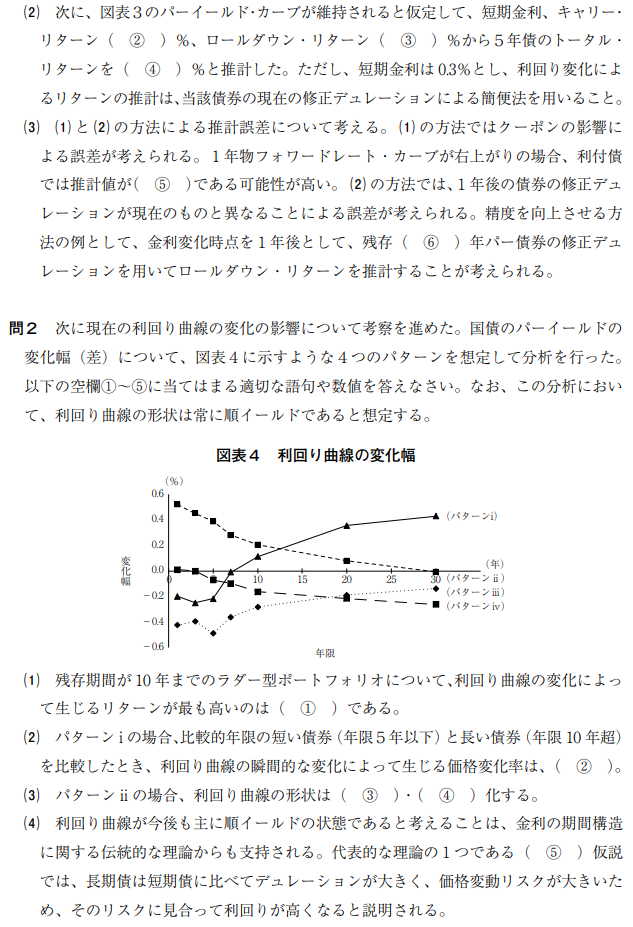 (2) 次に、図表3のパーイールド・カーブが維持されると仮定して、短期金利、キャリー・
リターン( ② )%、ロールダウン・リターン( ③ )%から5年債のトータル・
リターンを( ④ )%と推計した。ただし、短期金利は0.3%とし、利回り変化によ
るリターンの推計は、当該債券の現在の修正デュレーションによる簡便法を用いること。
(3) (1)と(2)の方法による推計誤差について考える。(1)の方法ではクーポンの影響に
よる誤差が考えられる。1年物フォワードレート・カーブが右上がりの場合、利付債
では推計値が( ⑤ )である可能性が高い。(2)の方法では、1年後の債券の修正デュ
レーションが現在のものと異なることによる誤差が考えられる。精度を向上させる方
法の例として、金利変化時点を1年後として、残存( ⑥ )年パー債券の修正デュ
レーションを用いてロールダウン・リターンを推計することが考えられる。
問2 次に現在の利回り曲線の変化の影響について考察を進めた。国債のパーイールドの
変化幅(差)について、図表4に示すような4つのパターンを想定して分析を行った。
以下の空欄①~⑤に当てはまる適切な語句や数値を答えなさい。なお、この分析におい
て、利回り曲線の形状は常に順イールドであると想定する。
図表4 利回り曲線の変化幅
(%)
0.6
0.4
0.2
0.0
-0.2
-0.4
-0.6
変化幅
0 5 10 15 20 25 30
(年)
年限
(パターンi)
(パターンii)
(パターンiii)
(パターンiv)
(1) 残存期間が10年までのラダー型ポートフォリオについて、利回り曲線の変化によっ
て生じるリターンが最も高いのは( ① )である。
(2) パターンiの場合、比較的年限の短い債券(年限5年以下)と長い債券(年限10年超)
を比較したとき、利回り曲線の瞬間的な変化によって生じる価格変化率は、( ② )。
(3) パターンiiの場合、利回り曲線の形状は( ③ )・( ④ )化する。
(4) 利回り曲線が今後も主に順イールドの状態であると考えることは、金利の期間構造
に関する伝統的な理論からも支持される。代表的な理論の1つである( ⑤ )仮説
では、長期債は短期債に比べてデュレーションが大きく、価格変動リスクが大きいた
め、そのリスクに見合って利回りが高くなると説明される。